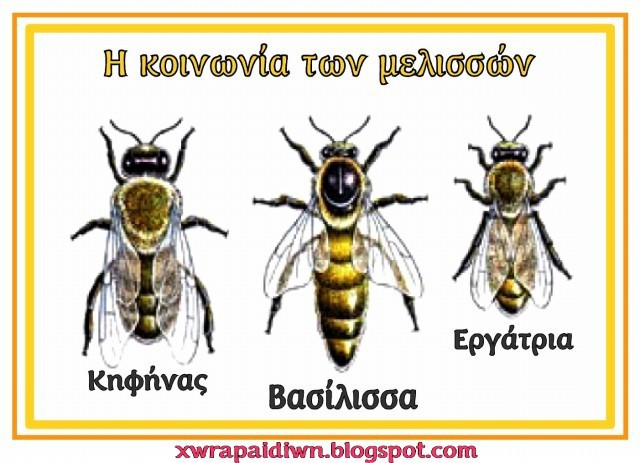 Η κοινωνία των μελισσών
Κηφήνας
Βασίλισσα
Εργάτρια
xwrapaidiwn.blogspot.com